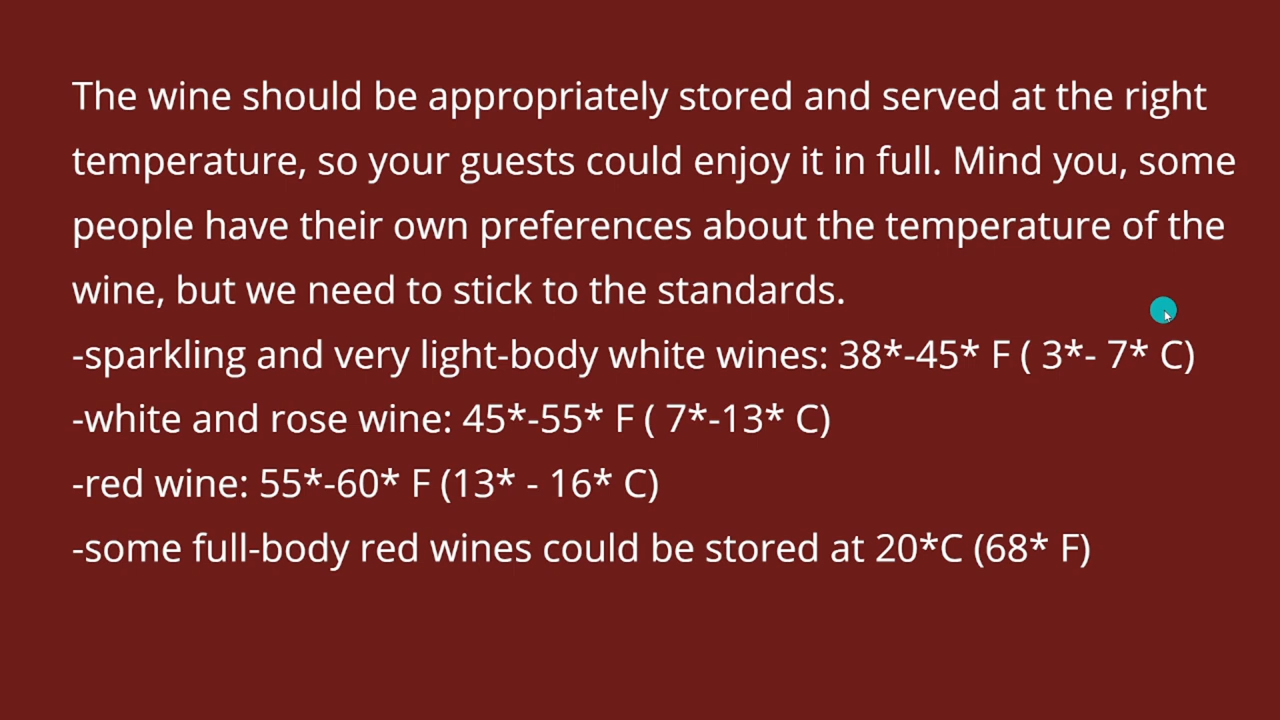 The wine should be appropriately stored and served at the right
temperature, so your guests could enjoy it in full. Mind you, some
people have their own preferences about the temperature of the
wine, but we need to stick to the standards.
-sparkling and very light-body white wines: 38*-45* F ( 3*- 7* C)
-white and rose wine: 45*-55* F ( 7*-13* C)
-red wine: 55*-60* F (13* - 16* C)
-some full-body red wines could be stored at 20*C (68* F)